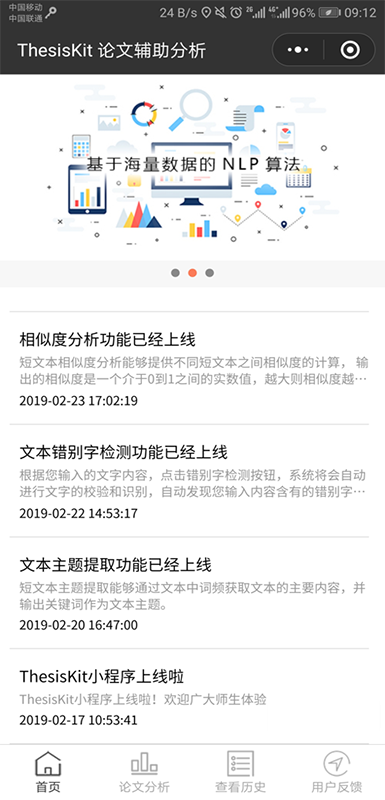 中国移动
中国联通
24 B/s
2G
4G
96%
09:12
ThesisKit 论文辅助分析
基于海量数据的 NLP 算法
相似度分析功能已经上线
短文本相似度分析能够提供不同短文本之间相似度的计算， 输
出的相似度是一个介于0到1之间的实数值，越大则相似度越…
2019-02-23 17:02:19
文本错别字检测功能已经上线
根据您输入的文字内容，点击错别字检测按钮，系统将会自动
进行文字的校验和识别，自动发现您输入内容含有的错别字…
2019-02-22 14:53:17
文本主题提取功能已经上线
短文本主题提取能够通过文本中词频获取文本的主要内容，并
输出关键词作为文本主题。
2019-02-20 16:47:00
ThesisKit小程序上线啦
ThesisKit小程序上线啦！欢迎广大师生体验
2019-02-17 10:53:41
首页
论文分析
查看历史
用户反馈